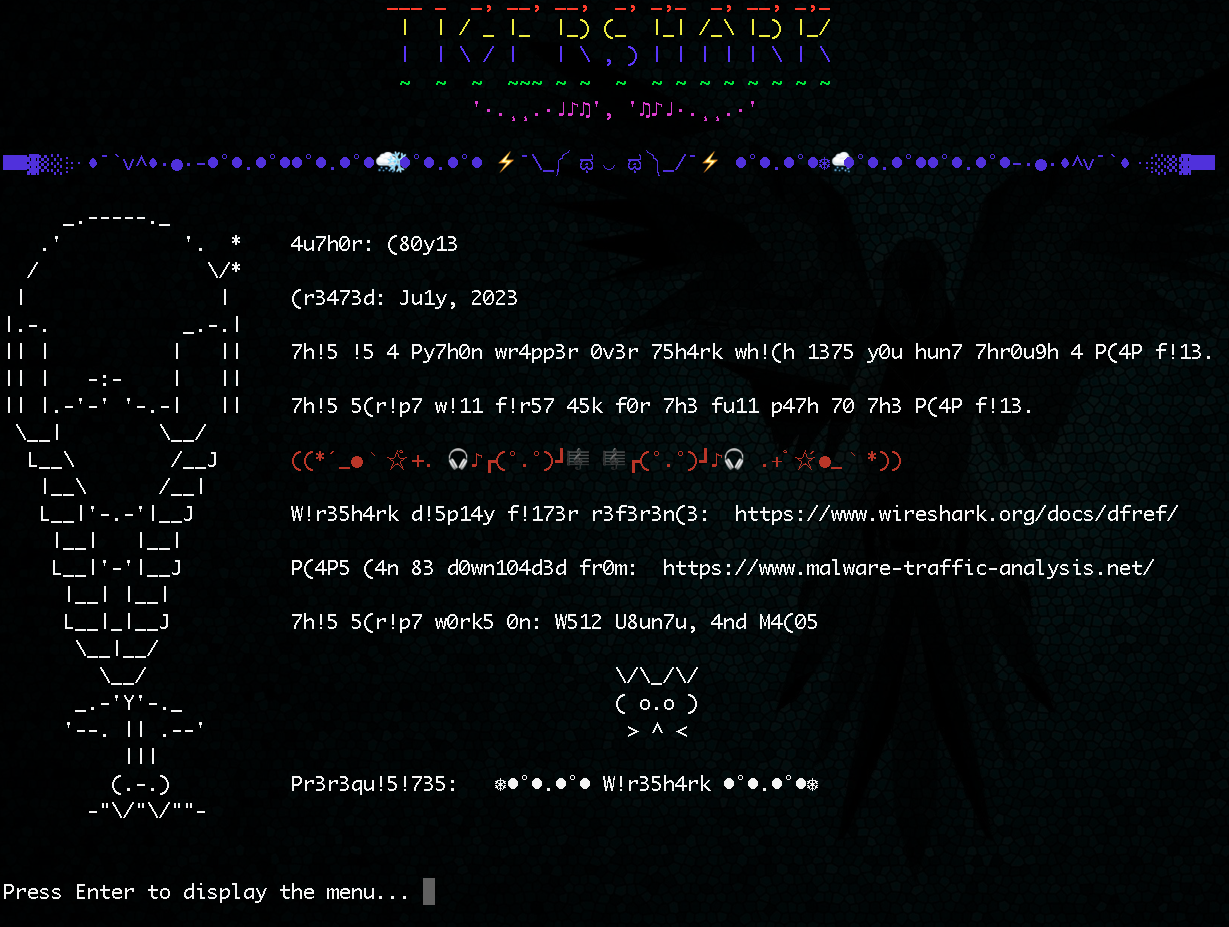 4u7h0r: (80y13
(r3473d: Ju1y, 2023
7h!5 !5 4 Py7h0n wr4pp3r 0v3r 75h4rk wh!(h 1375 y0u hun7 7hr0u9h 4 P(4P f!13.
7h!5 5(r!p7 w!11 f!r57 45k f0r 7h3 fu11 p47h 70 7h3 P(4P f!13.
W!r35h4rk d!5p14y f!173r r3f3r3n(3: https://www.wireshark.org/docs/dfref/
P(4P5 (4n 83 d0wn104d3d fr0m: https://www.malware-traffic-analysis.net/
7h!5 5(r!p7 w0rk5 0n: W512 U8un7u, 4nd M4(05
Pr3r3qu!5!735: ❄●°●.●°● W!r35h4rk ●°●.●°●❄
Press Enter to display the menu...